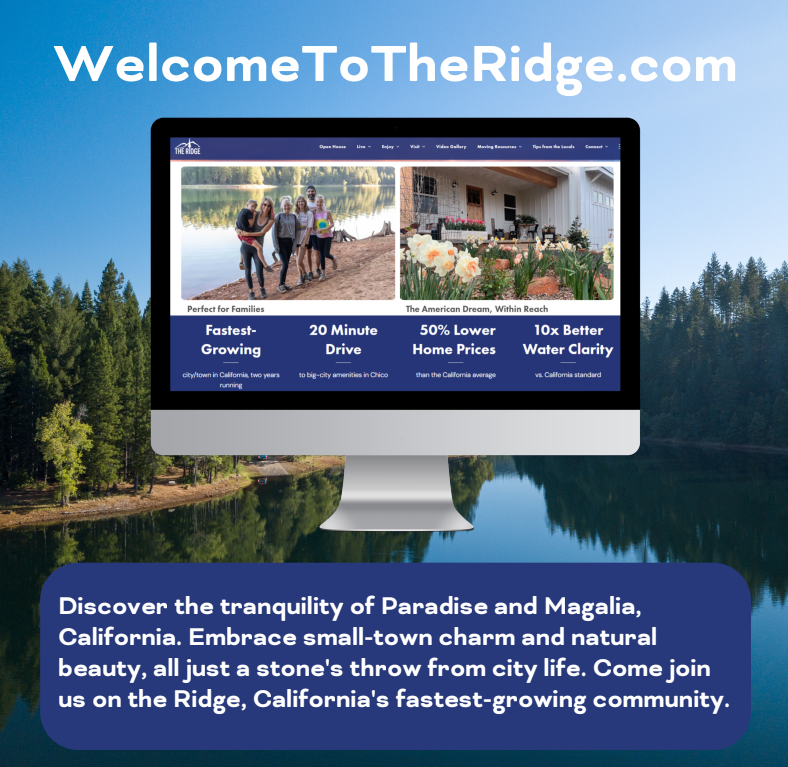 WelcomeToTheRidge.com
THE RIDGE
Open House Live Enjoy Visit Video Gallery Moving Resources Tips from the Locals Connect
Perfect for Families
The American Dream, Within Reach
Fastest-
Growing
city/town in California, two years
running
20 Minute
Drive
to big-city amenities in Chico
50% Lower
Home Prices
than the California average
10x Better
Water Clarity
vs. California standard
Discover the tranquility of Paradise and Magalia,
California. Embrace small-town charm and natural
beauty, all just a stone's throw from city life. Come join
us on the Ridge, California's fastest-growing community.